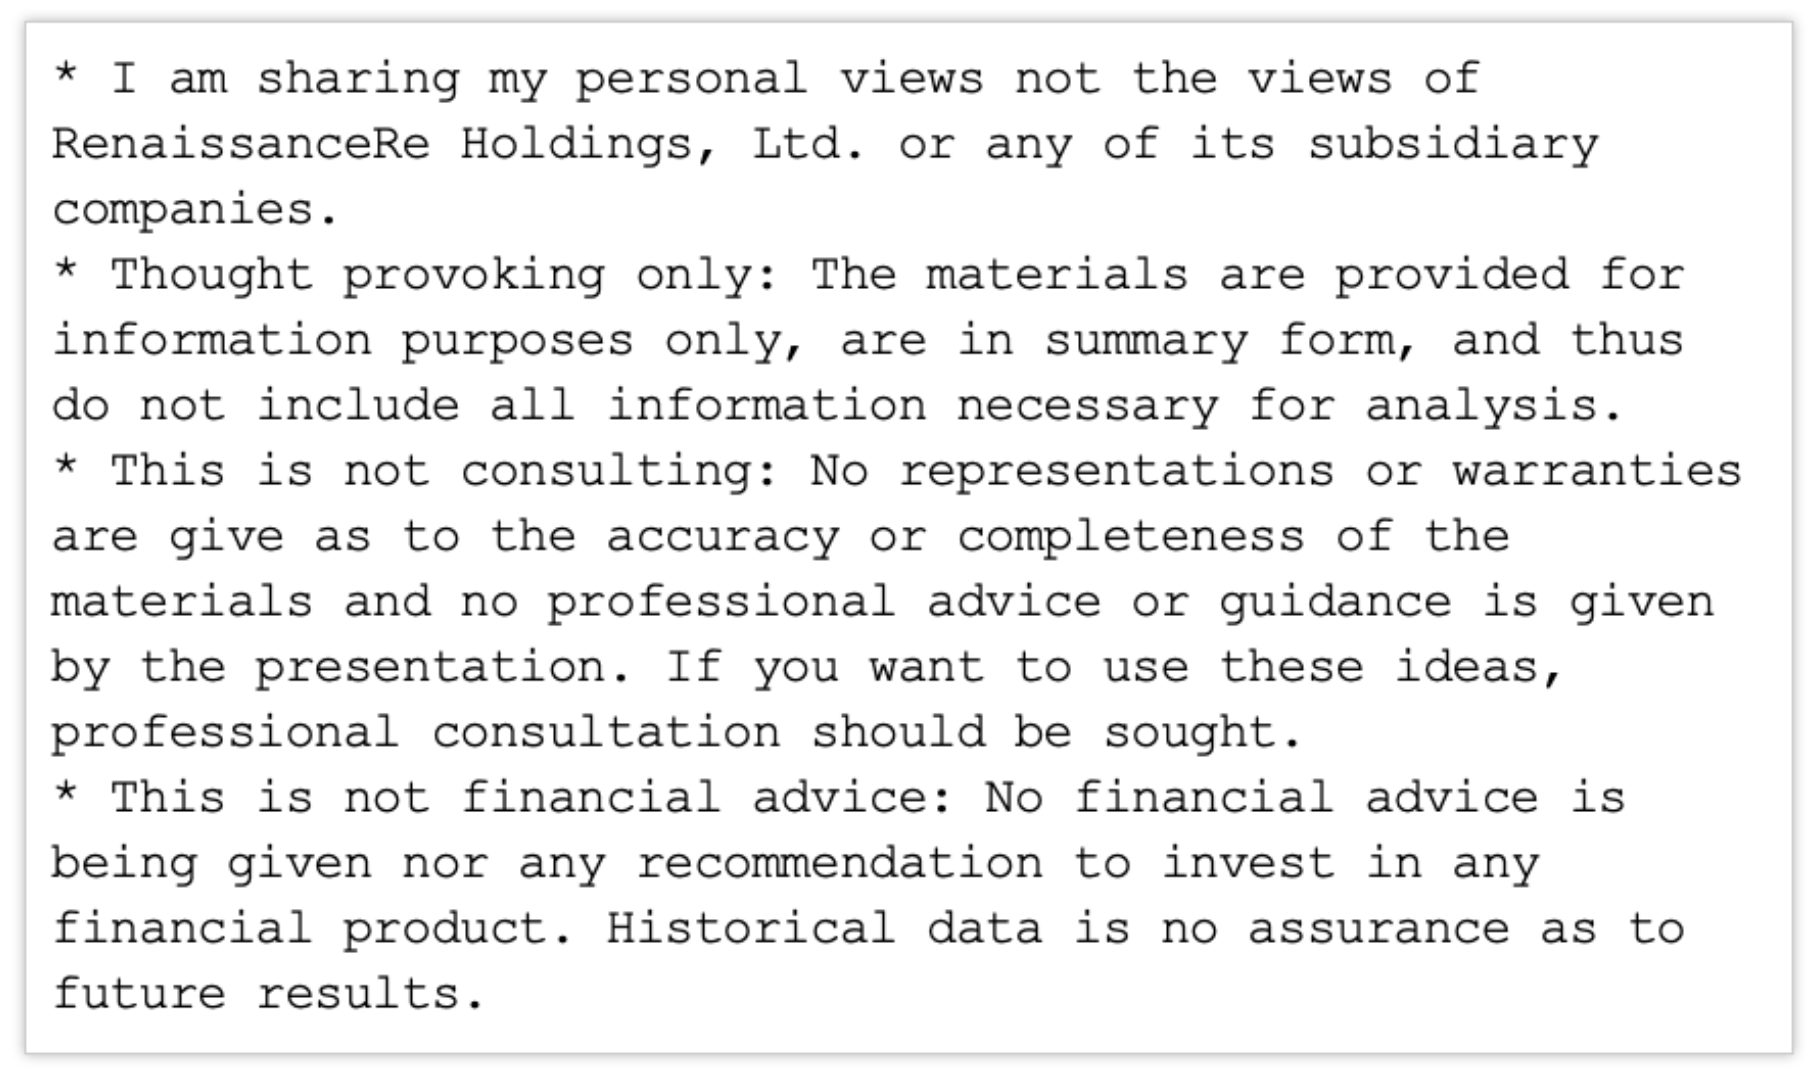 * I am sharing my personal views not the views of
RenaissanceRe Holdings, Ltd. or any of its subsidiary
companies.
* Thought provoking only: The materials are provided for
information purposes only, are in summary form, and thus
do not include all information necessary for analysis.
* This is not consulting: No representations or warranties
are give as to the accuracy or completeness of the
materials and no professional advice or guidance is given
by the presentation. If you want to use these ideas,
professional consultation should be sought.
* This is not financial advice: No financial advice is
being given nor any recommendation to invest in any
financial product. Historical data is no assurance as to
future results.